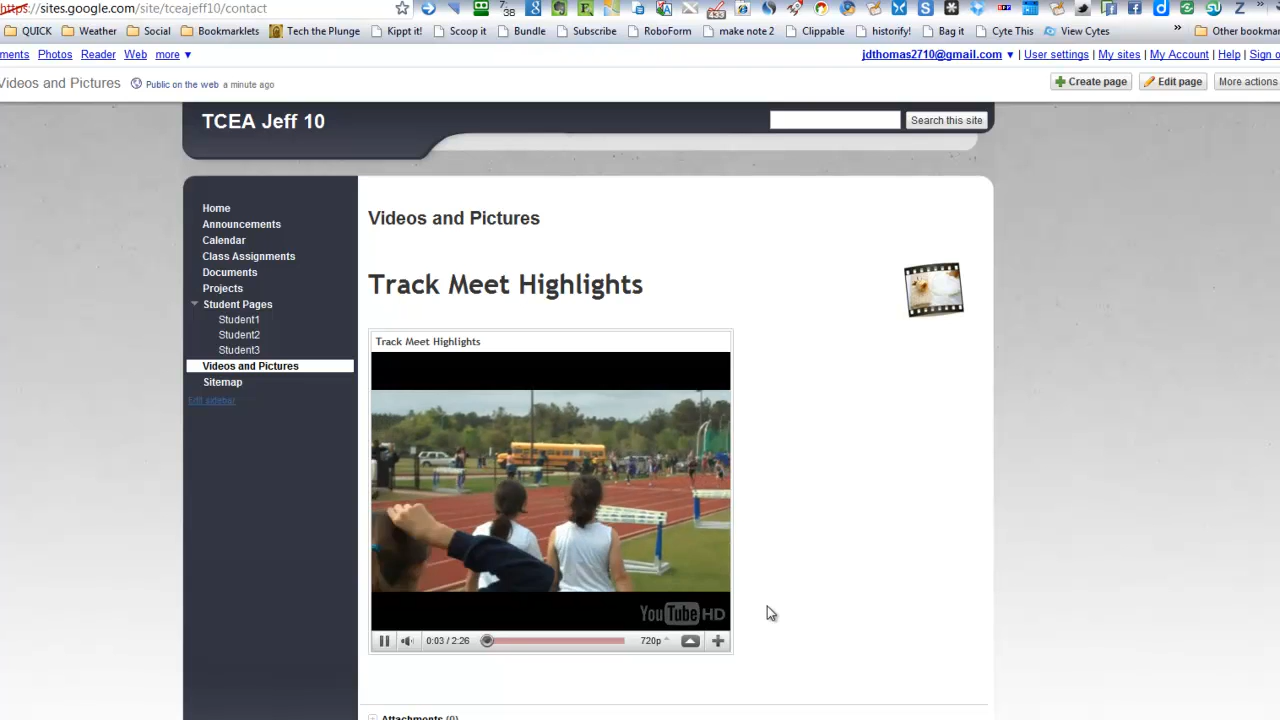 https://sites.google.com/site/tceajeff10/contact
QUICK Weather Social Bookmarklets Tech the Plunge Kippt it! Scoop it Bundle Subscribe RoboForm make note 2 Clippable historify! Bag it Cyte This View Cytes » Other bookmar
ments Photos Reader Web more ▼ jdthomas2710@gmail.com ▼ | User settings | My sites | My Account | Help | Sign o
Videos and Pictures Public on the web a minute ago Create page Edit page More actions
TCEA Jeff 10 Search this site
Home
Announcements
Calendar
Class Assignments
Documents
Projects
Student Pages
Student1
Student2
Student3
Videos and Pictures
Sitemap
Edit sidebar
Videos and Pictures
Track Meet Highlights
Track Meet Highlights
YouTube HD
0:03 / 2:26 720p
Attachments (0)